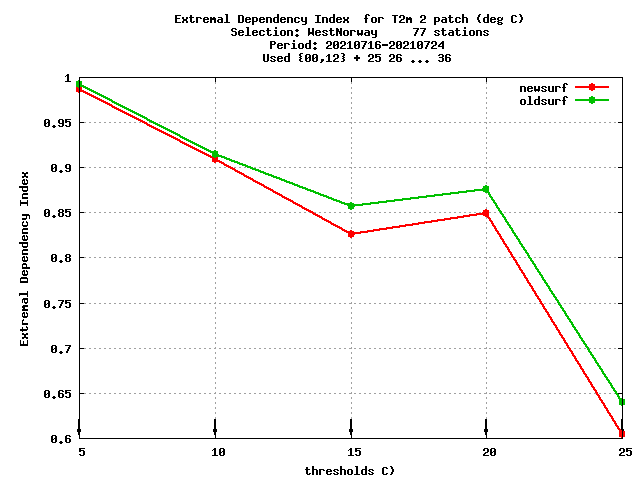 Extremal Dependency Index  for T2m 2 patch (deg C)
Selection: WestNorway     77 stations
Period: 20210716-20210724
Used {00,12} + 25 26 ... 36
newsurf
oldsurf
1
0.95
0.9
0.85
0.8
0.75
0.7
0.65
0.6
Extremal Dependency Index
5 10 15 20 25
thresholds C)